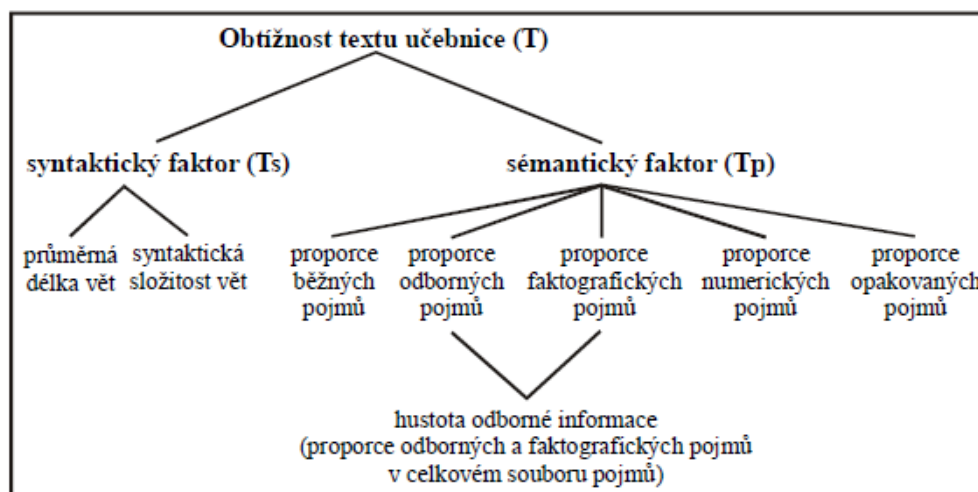 Obtížnost textu učebnice (T)
syntaktický faktor (Ts)
sémantický faktor (Tp)
průměrná
délka vět
syntaktická
složitost vět
proporce
běžných
pojmů
proporce
odborných
pojmů
proporce
faktografických
pojmů
proporce
numerických
pojmů
proporce
opakovaných
pojmů
hustota odborné informace
(proporce odborných a faktografických pojmů
v celkovém souboru pojmů)